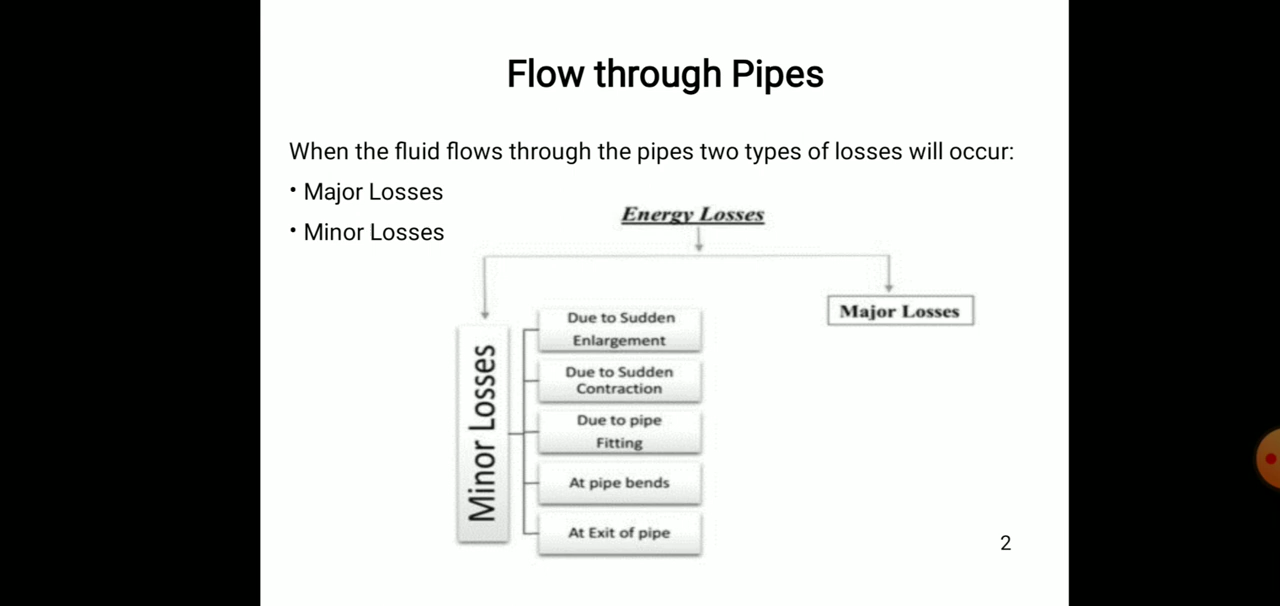 Flow through Pipes
When the fluid flows through the pipes two types of losses will occur:
• Major Losses
• Minor Losses
Energy Losses
Major Losses
Minor Losses
Due to Sudden
Enlargement
Due to Sudden
Contraction
Due to pipe
Fitting
At pipe bends
At Exit of pipe
2